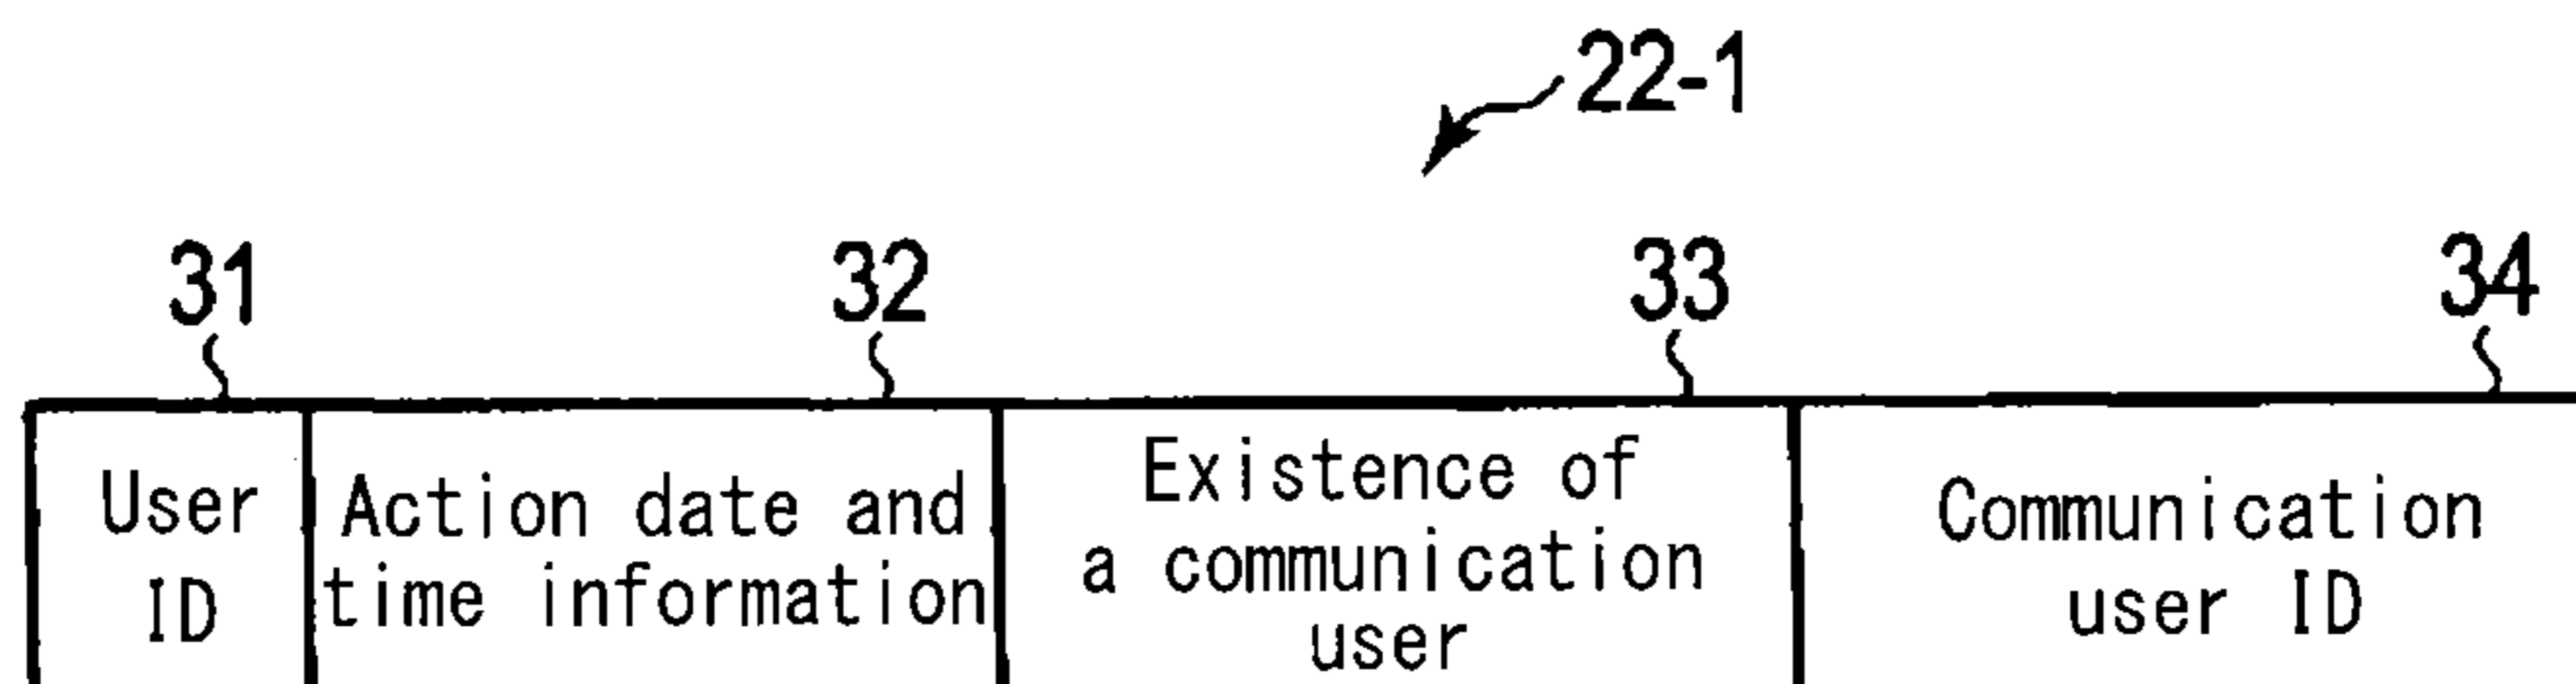 22-1
31
32
33
34
User
ID
Action date and
time information
Existence of
a communication
user
Communication
user ID